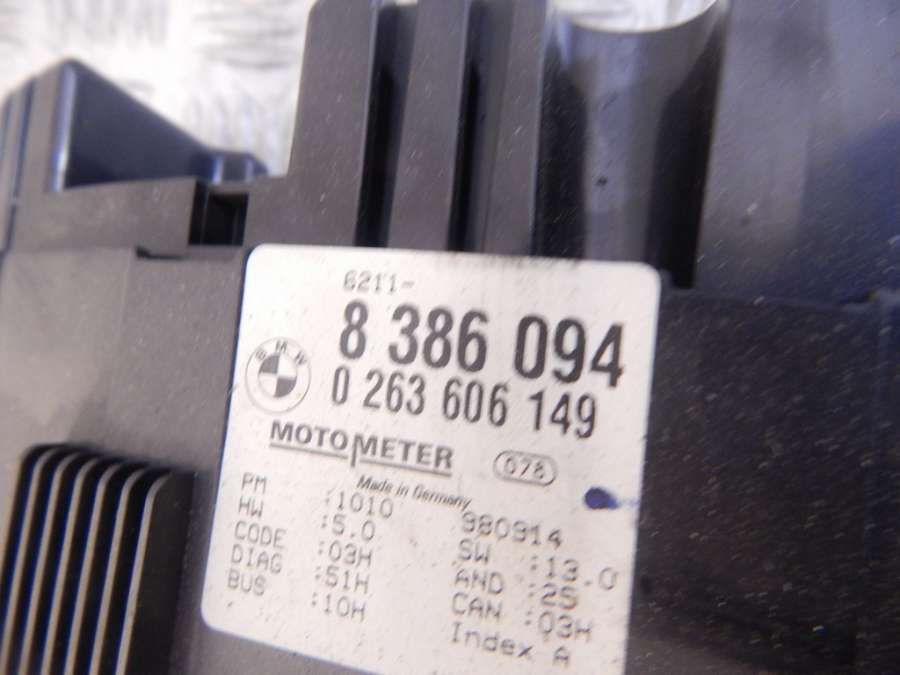 6211-
8 386 094
BMW
0 263 606 149
MOTOMETER
078
Made in Germany
PM :1010 980914
HW :5.0 SW :13.0
CODE :03H AND :25
DIAG :51H CAN :03H
BUS :10H Index A